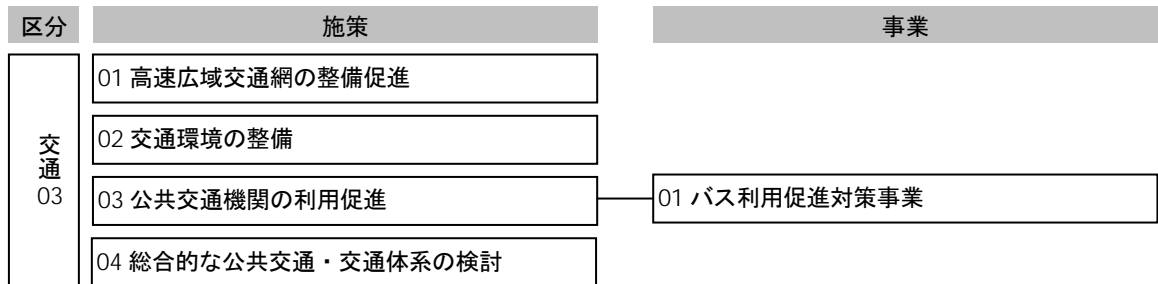 区分
施策
事業
交通
03
01 高速広域交通網の整備促進
02 交通環境の整備
03 公共交通機関の利用促進
01 バス利用促進対策事業
04 総合的な公共交通・交通体系の検討